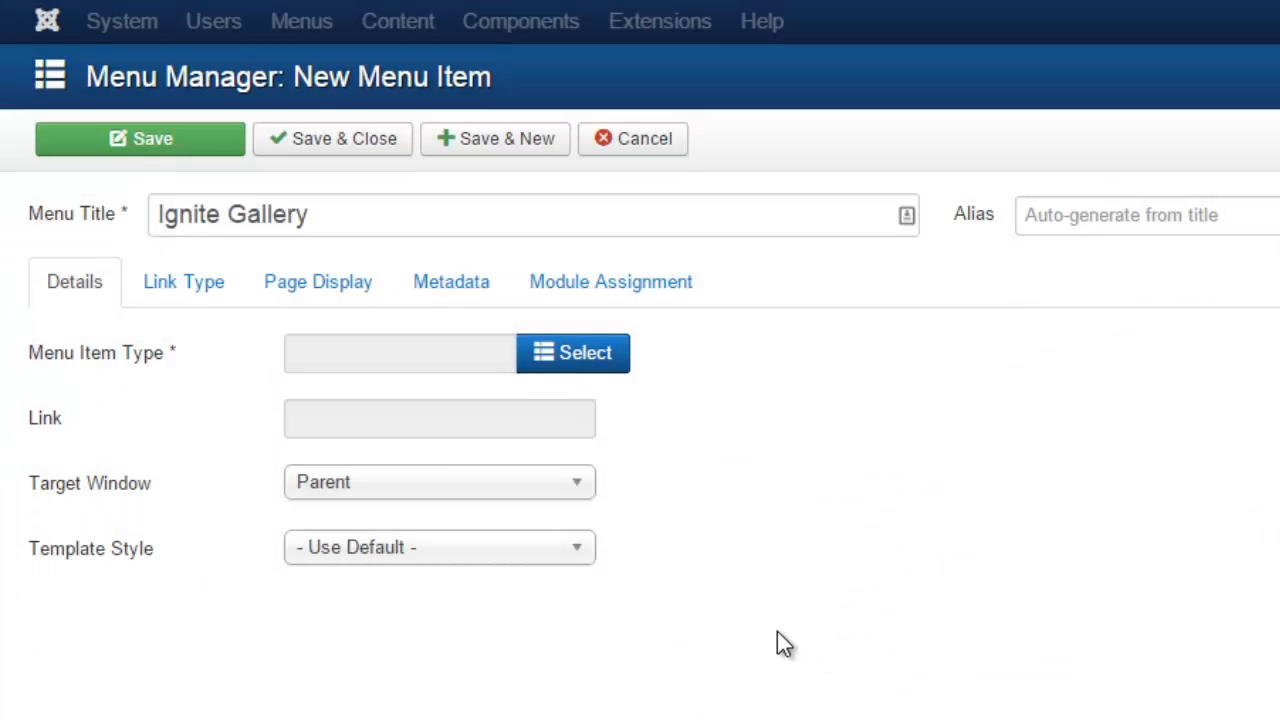 System Users Menus Content Components Extensions Help
Menu Manager: New Menu Item
Save Save & Close Save & New Cancel
Menu Title * Ignite Gallery Alias Auto-generate from title
Details Link Type Page Display Metadata Module Assignment
Menu Item Type * Select
Link
Target Window Parent
Template Style - Use Default -